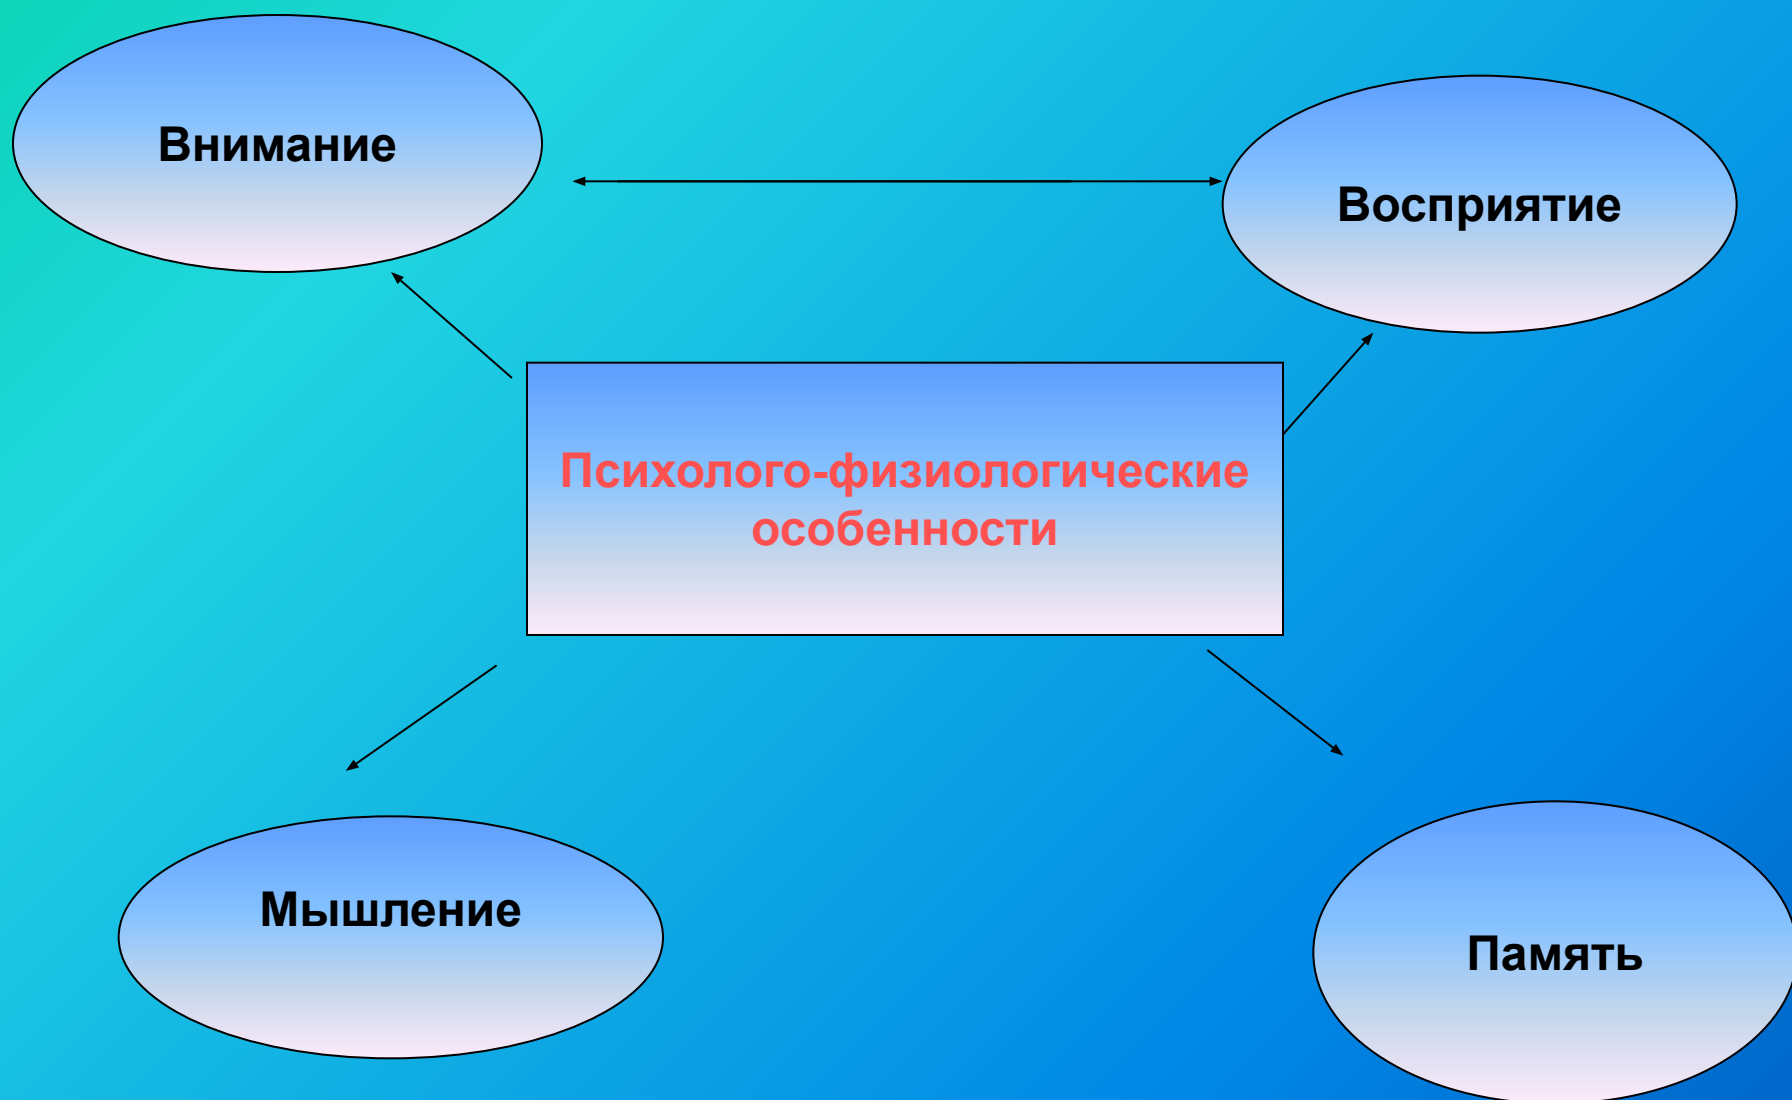 Внимание
Восприятие
Психолого-физиологические
особенности
Мышление
Память